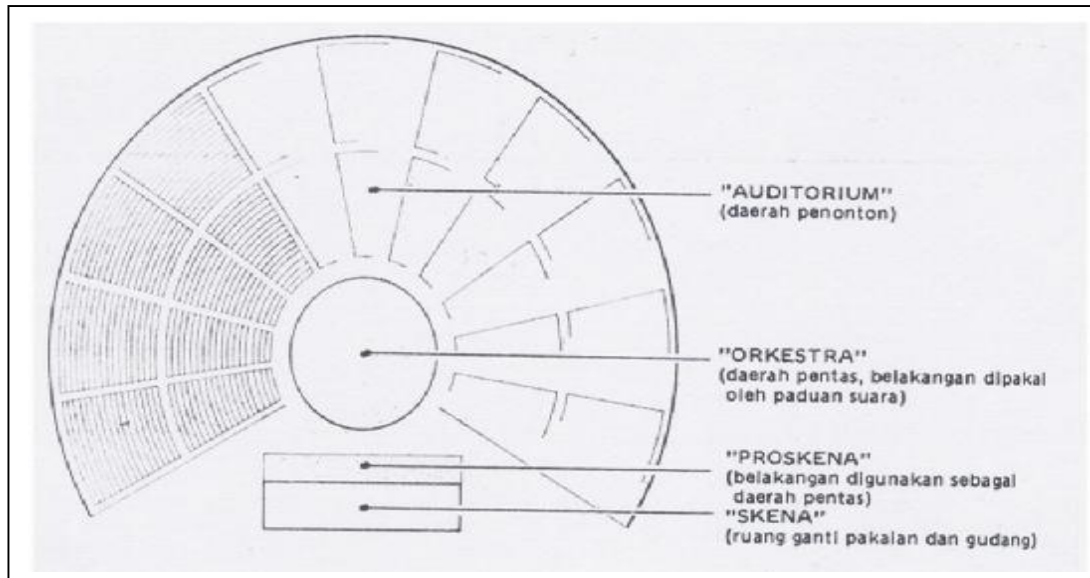 "AUDITORIUM"
(daerah penonton)
"ORKESTRA"
(daerah pentas, belakangan dipakai
oleh paduan suara)
"PROSKENA"
(belakangan digunakan sebagai
daerah pentas)
"SKENA"
(ruang ganti pakaian dan gudang)